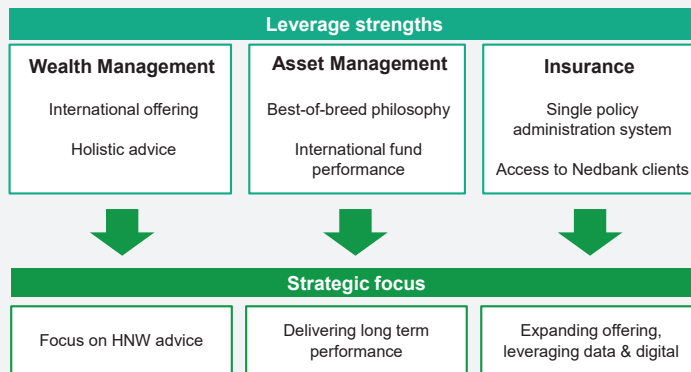 Leverage strengths
Wealth Management
International offering
Holistic advice
Asset Management
Best-of-breed philosophy
International fund
performance
Insurance
Single policy
administration system
Access to Nedbank clients
Strategic focus
Focus on HNW advice
Delivering long term
performance
Expanding offering,
leveraging data & digital